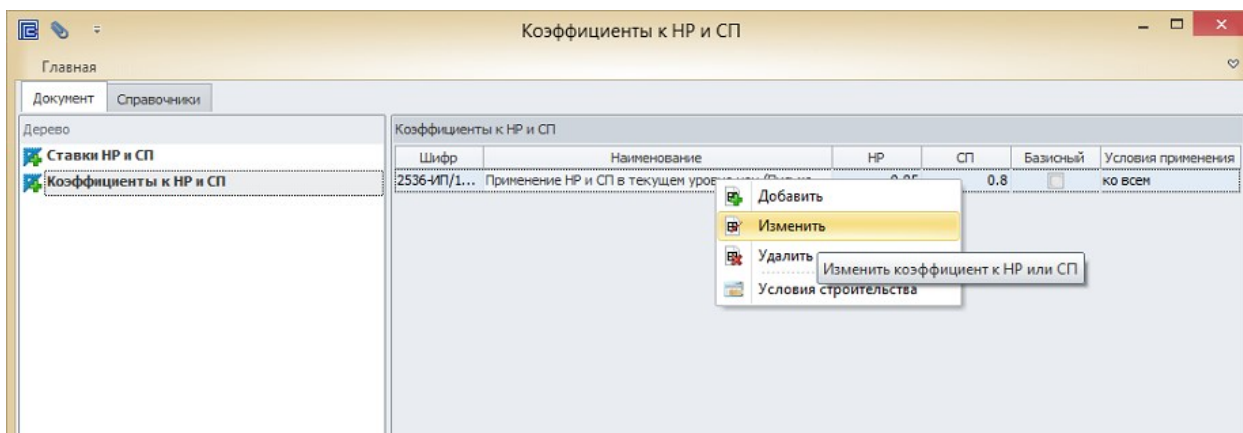 Коэффициенты к НР и СП
Главная
Документ Справочники
Дерево
Ставки НР и СП
Коэффициенты к НР и СП
Коэффициенты к НР и СП
Шифр Наименование НР СП Базисный Условия применения
2536-ИП/1... Применение НР и СП в текущем 0.8 ко всем
Добавить
Изменить
Удалить
Изменить коэффициент к НР или СП
Условия строительства